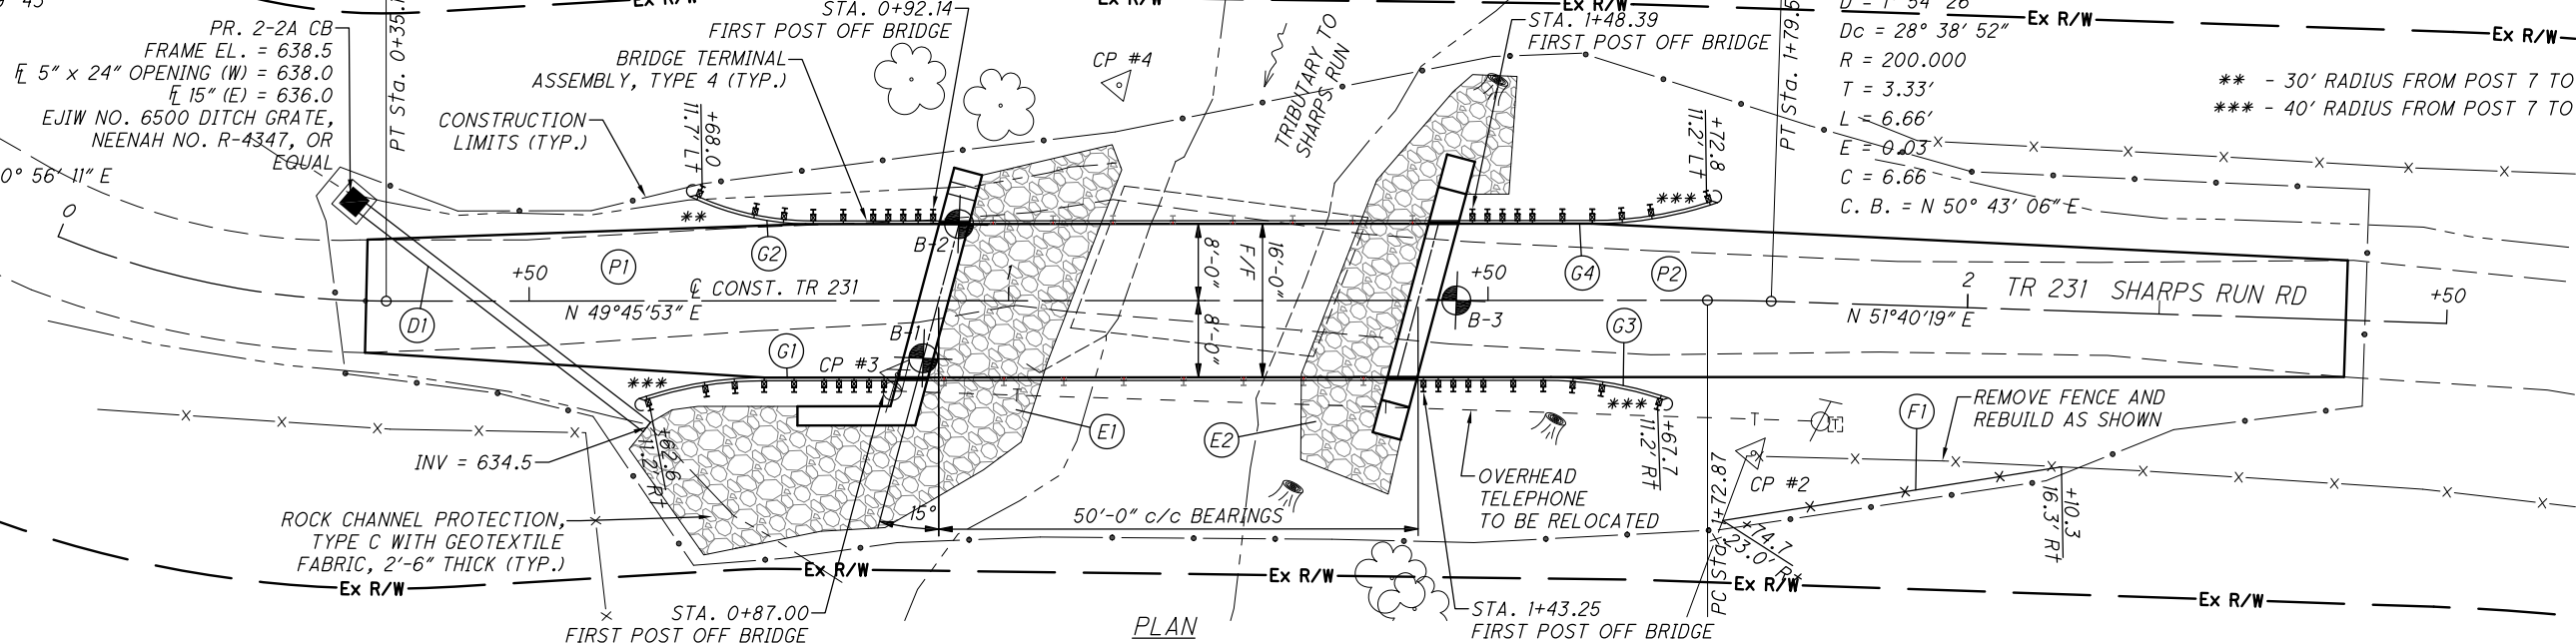 Ex R/W
Ex R/W
Ex R/W
Ex R/W
Ex R/W
PR. 2-2A CB
FRAME EL. = 638.5
℄ 5" x 24" OPENING (W) = 638.0
℄ 15" (E) = 636.0
EJIW NO. 6500 DITCH GRATE,
NEENAH NO. R-4347, OR
EQUAL
0° 56' 11" E
0
PT Sta. 0+35.1
STA. 0+92.14
FIRST POST OFF BRIDGE
BRIDGE TERMINAL
ASSEMBLY, TYPE 4 (TYP.)
CONSTRUCTION
LIMITS (TYP.)
+68.0
11.7' Lt
CP #4
TRIBUTARY TO
SHARPS RUN
STA. 1+48.39
FIRST POST OFF BRIDGE
PT Sta. 1+79.5
+72.8
11.2' Lt
D = 1° 54' 26"
Dc = 28° 38' 52"
R = 200.000
T = 3.33'
L = 6.66'
E = 0.03
C = 6.66
C. B. = N 50° 43' 06" E
** - 30' RADIUS FROM POST 7 TO
*** - 40' RADIUS FROM POST 7 TO
**
***
G2
B-2
P1
+50
℄ CONST. TR 231
N 49°45'53" E
1
8'-0"
8'-0"
16'-0"
F/F
G4
P2
+50
B-3
2
TR 231 SHARPS RUN RD
N 51°40'19" E
+50
D1
G1
B-1
CP #3
G3
***
***
+62.6
11.2' Rt
+67.7
11.2' Rt
E1
E2
T
T
T
F1
REMOVE FENCE AND
REBUILD AS SHOWN
INV = 634.5
OVERHEAD
TELEPHONE
TO BE RELOCATED
CP #2
PC Sta. 1+72.87
+74.7
23.0' Rt
+10.3
16.3' Rt
ROCK CHANNEL PROTECTION,
TYPE C WITH GEOTEXTILE
FABRIC, 2'-6" THICK (TYP.)
15°
50'-0" c/c BEARINGS
Ex R/W
Ex R/W
Ex R/W
Ex R/W
Ex R/W
STA. 0+87.00
FIRST POST OFF BRIDGE
STA. 1+43.25
FIRST POST OFF BRIDGE
PLAN